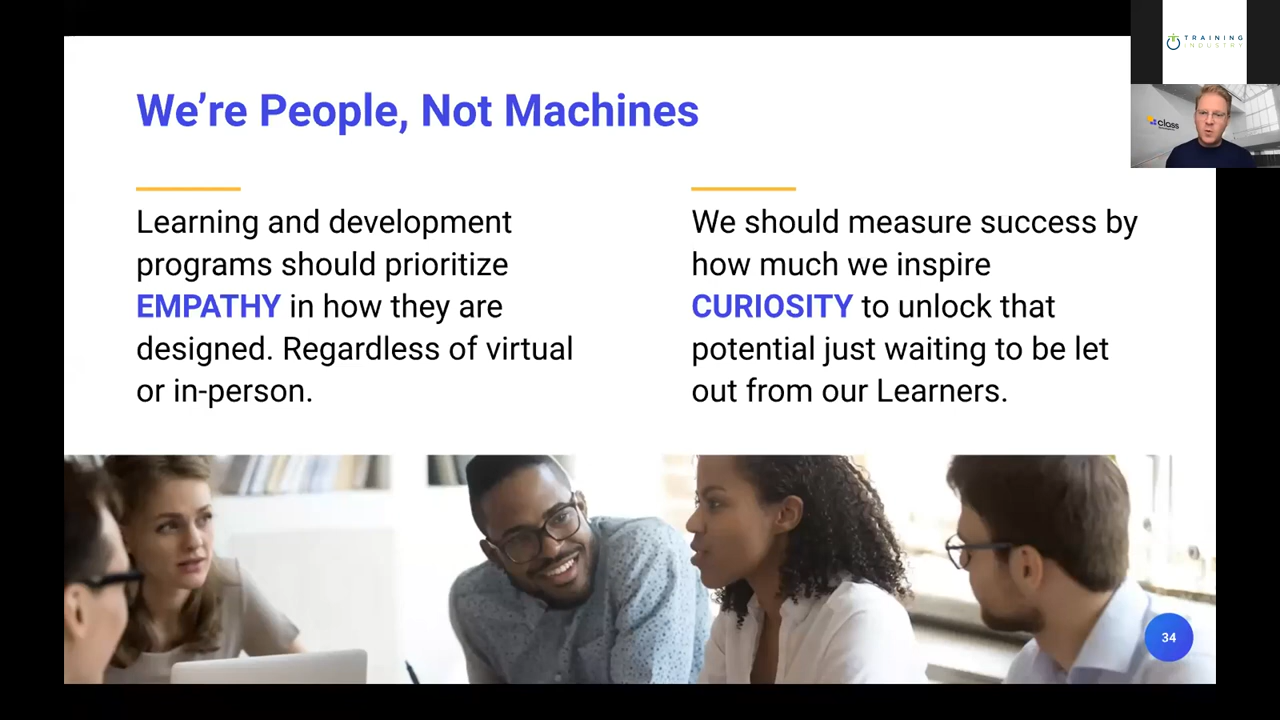 We're People, Not Machines
Learning and development
programs should prioritize
EMPATHY in how they are
designed. Regardless of virtual
or in-person.
We should measure success by
how much we inspire
CURIOSITY to unlock that
potential just waiting to be let
out from our Learners.
34
TRAINING
INDUSTRY
class